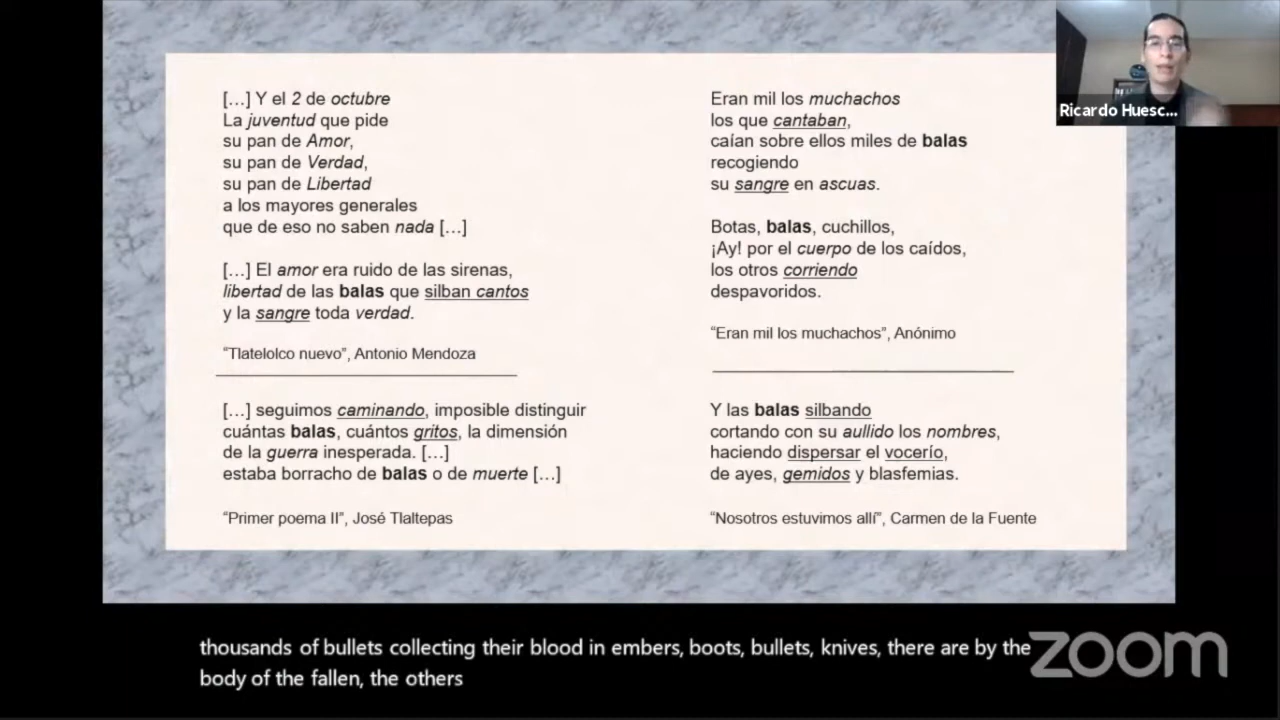 […] Y el 2 de octubre
La juventud que pide
su pan de Amor,
su pan de Verdad,
su pan de Libertad
a los mayores generales
que de eso no saben nada […]
[…] El amor era ruido de las sirenas,
libertad de las balas que silban cantos
y la sangre toda verdad.
“Tlatelolco nuevo”, Antonio Mendoza
[…] seguimos caminando, imposible distinguir
cuántas balas, cuántos gritos, la dimensión
de la guerra inesperada. […]
estaba borracho de balas o de muerte […]
“Primer poema II”, José Tlaltepas
Eran mil los muchachos
los que cantaban,
caían sobre ellos miles de balas
recogiendo
su sangre en ascuas.
Botas, balas, cuchillos,
¡Ay! por el cuerpo de los caídos,
los otros corriendo
despavoridos.
“Eran mil los muchachos”, Anónimo
Y las balas silbando
cortando con su aullido los nombres,
haciendo dispersar el vocerío,
de ayes, gemidos y blasfemias.
“Nosotros estuvimos allí”, Carmen de la Fuente
Ricardo Huesc...
thousands of bullets collecting their blood in embers, boots, bullets, knives, there are by the
body of the fallen, the others
zoom